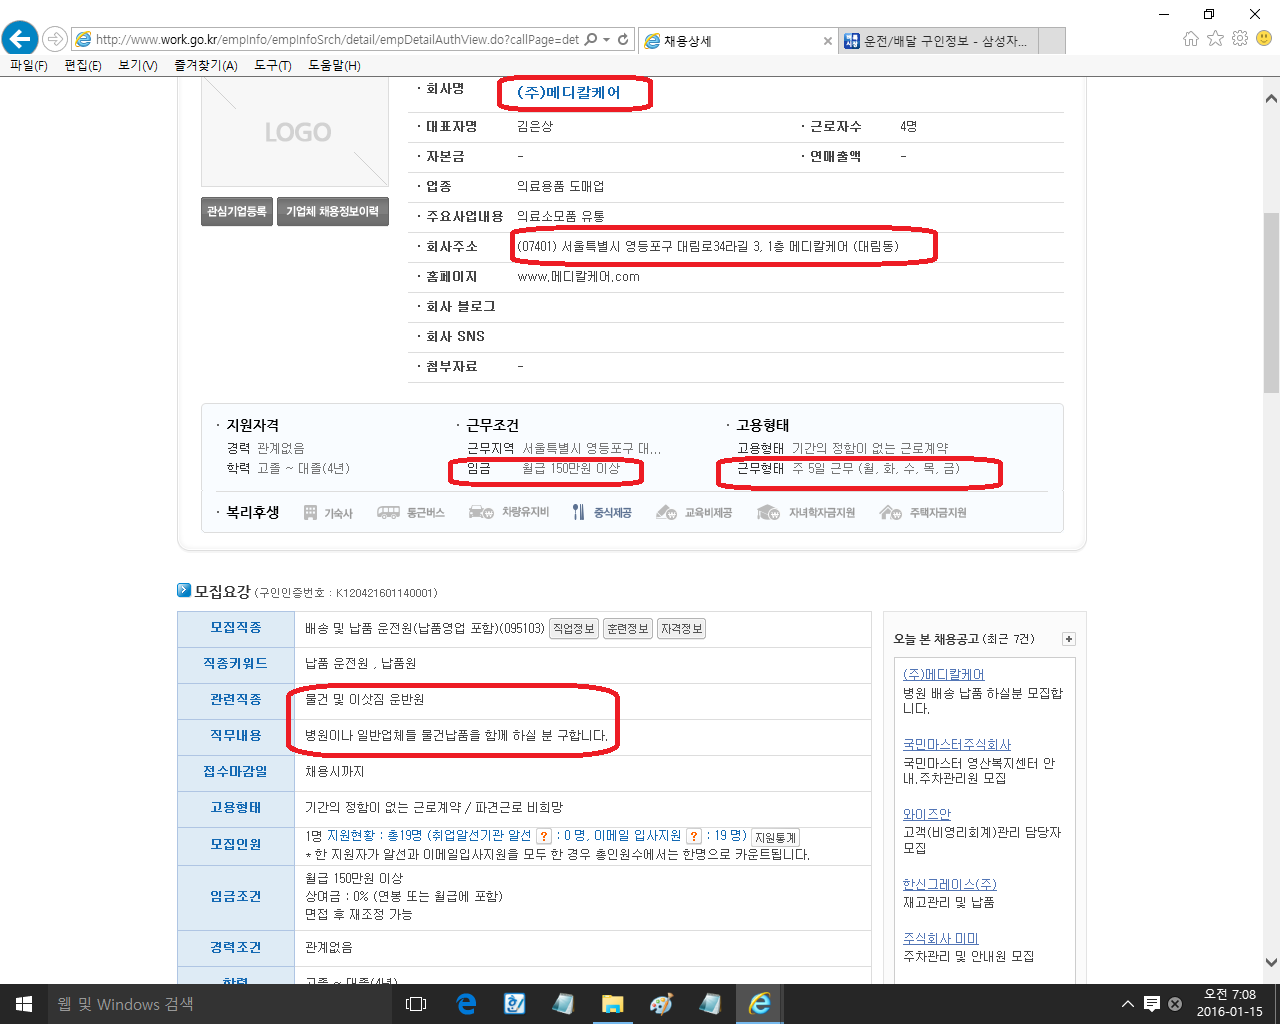 http://www.work.go.kr/empInfo/empInfoSrch/detail/empDetailAuthView.do?callPage=det
채용상세
운전/배달 구인정보 - 삼성자...
파일(F) 편집(E) 보기(V) 즐겨찾기(A) 도구(T) 도움말(H)
LOGO
관심기업등록 기업체 채용정보이력
· 회사명 (주)메디칼케어
· 대표자명 김은상 · 근로자수 4명
· 자본금 - · 연매출액 -
· 업종 의료용품 도매업
· 주요사업내용 의료소모품 유통
· 회사주소 (07401) 서울특별시 영등포구 대림로34라길 3, 1층 메디칼케어 (대림동)
· 홈페이지 www.메디칼케어.com
· 회사 블로그
· 회사 SNS
· 첨부자료 -
· 지원자격 · 근무조건 · 고용형태
경력 관계없음 근무지역 서울특별시 영등포구 대... 고용형태 기간의 정함이 없는 근로계약
학력 고졸 ~ 대졸(4년) 임금 월급 150만원 이상 근무형태 주 5일 근무 (월, 화, 수, 목, 금)
· 복리후생 기숙사 통근버스 차량유지비 중식제공 교육비제공 자녀학자금지원 주택자금지원
모집요강 (구인인증번호 : K120421601140001)
모집직종 배송 및 납품 운전원(납품영업 포함)(095103) 직업정보 훈련정보 자격정보
직종키워드 납품 운전원 , 납품원
관련직종 물건 및 이삿짐 운반원
직무내용 병원이나 일반업체들 물건납품을 함께 하실 분 구합니다.
접수마감일 채용시까지
고용형태 기간의 정함이 없는 근로계약 / 파견근로 비희망
모집인원 1명 지원현황 : 총19명 (취업알선기관 알선 ? : 0 명, 이메일 입사지원 ? : 19 명) 지원통계
* 한 지원자가 알선과 이메일입사지원을 모두 한 경우 총인원수에서는 한명으로 카운트됩니다.
임금조건 월급 150만원 이상
상여금 : 0% (연봉 또는 월급에 포함)
면접 후 재조정 가능
경력조건 관계없음
학력 고졸 ~ 대졸(4년)
오늘 본 채용공고 (최근 7건) +
(주)메디칼케어
병원 배송 납품 하실분 모집합
니다.
국민마스터주식회사
국민마스터 영산복지센터 안
내.주차관리원 모집
와이즈안
고객(비영리회계)관리 담당자
모집
한신그레이스(주)
재고관리 및 납품
주식회사 미미
주차관리 및 안내원 모집
웹 및 Windows 검색
오전 7:08
2016-01-15